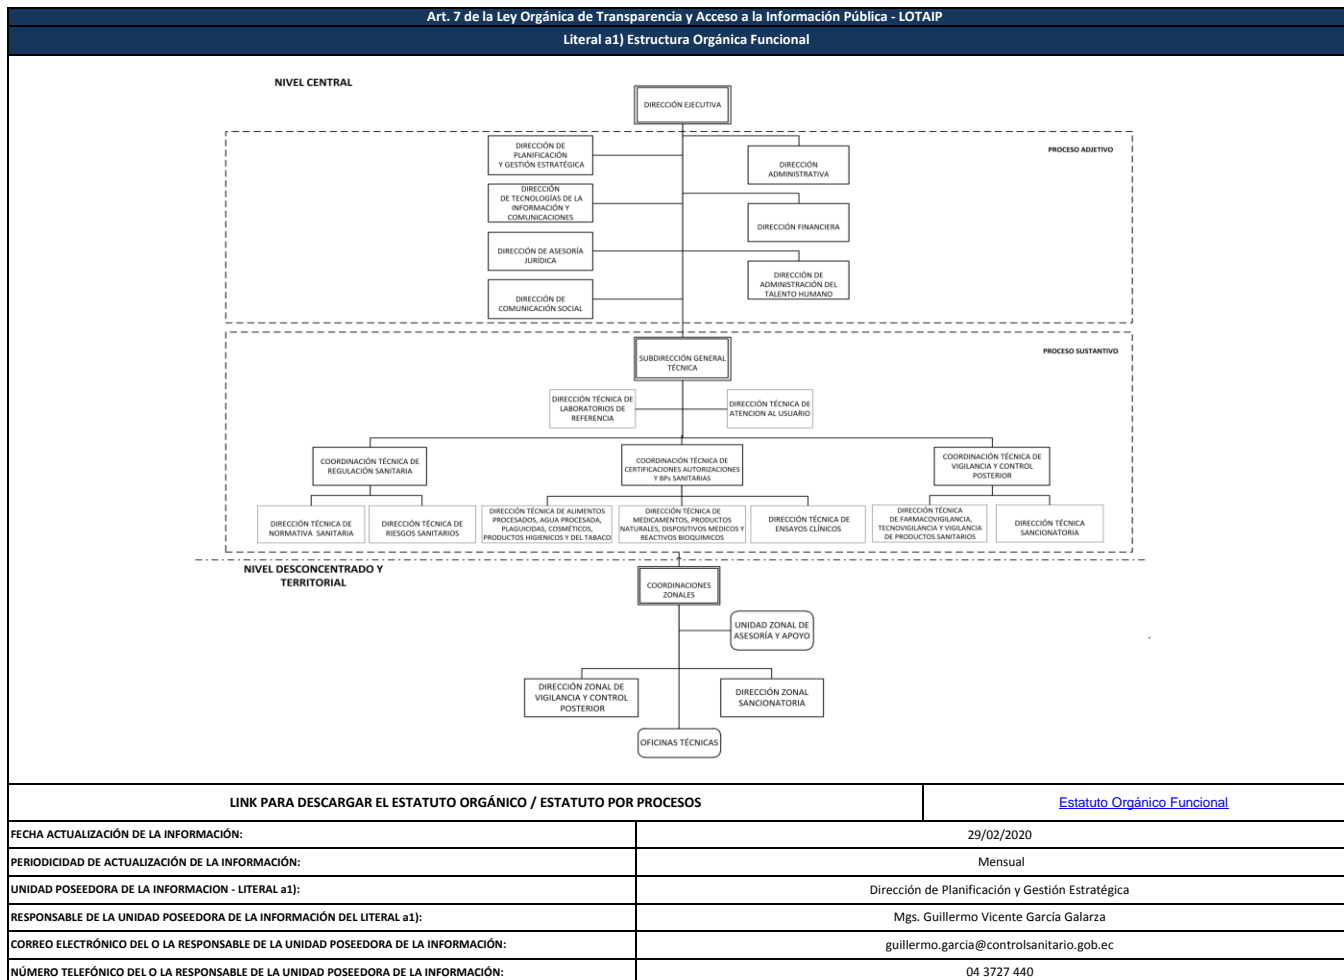 Art. 7 de la Ley Orgánica de Transparencia y Acceso a la Información Pública - LOTAIP
Literal a1) Estructura Orgánica Funcional
NIVEL CENTRAL
DIRECCIÓN EJECUTIVA
PROCESO ADJETIVO
DIRECCIÓN DE
PLANIFICACIÓN
Y GESTIÓN ESTRATÉGICA
DIRECCIÓN
ADMINISTRATIVA
DIRECCIÓN
DE TECNOLOGÍAS DE LA
INFORMACIÓN Y
COMUNICACIONES
DIRECCIÓN FINANCIERA
DIRECCIÓN DE ASESORÍA
JURÍDICA
DIRECCIÓN DE
ADMINISTRACIÓN DEL
TALENTO HUMANO
DIRECCIÓN DE
COMUNICACIÓN SOCIAL
PROCESO SUSTANTIVO
SUBDIRECCIÓN GENERAL
TÉCNICA
DIRECCIÓN TÉCNICA DE
LABORATORIOS DE
REFERENCIA
DIRECCIÓN TÉCNICA DE
ATENCION AL USUARIO
COORDINACIÓN TÉCNICA DE
REGULACIÓN SANITARIA
COORDINACIÓN TÉCNICA DE
CERTIFICACIONES AUTORIZACIONES
Y BPs SANITARIAS
COORDINACIÓN TÉCNICA DE
VIGILANCIA Y CONTROL
POSTERIOR
DIRECCIÓN TÉCNICA DE
NORMATIVA SANITARIA
DIRECCIÓN TÉCNICA DE
RIESGOS SANITARIOS
DIRECCIÓN TÉCNICA DE ALIMENTOS
PROCESADOS, AGUA PROCESADA,
PLAGUICIDAS, COSMÉTICOS,
PRODUCTOS HIGIENICOS Y DEL TABACO
DIRECCIÓN TÉCNICA DE
MEDICAMENTOS, PRODUCTOS
NATURALES, DISPOSITIVOS MEDICOS Y
REACTIVOS BIOQUIMICOS
DIRECCIÓN TÉCNICA DE
ENSAYOS CLÍNICOS
DIRECCIÓN TÉCNICA
DE FARMACOVIGILANCIA,
TECNOVIGILANCIA Y VIGILANCIA
DE PRODUCTOS SANITARIOS
DIRECCIÓN TÉCNICA
SANCIONATORIA
NIVEL DESCONCENTRADO Y
TERRITORIAL
COORDINACIONES
ZONALES
UNIDAD ZONAL DE
ASESORÍA Y APOYO
DIRECCIÓN ZONAL DE
VIGILANCIA Y CONTROL
POSTERIOR
DIRECCIÓN ZONAL
SANCIONATORIA
OFICINAS TÉCNICAS
LINK PARA DESCARGAR EL ESTATUTO ORGÁNICO / ESTATUTO POR PROCESOS
Estatuto Orgánico Funcional
FECHA ACTUALIZACIÓN DE LA INFORMACIÓN:
29/02/2020
PERIODICIDAD DE ACTUALIZACIÓN DE LA INFORMACIÓN:
Mensual
UNIDAD POSEEDORA DE LA INFORMACION - LITERAL a1):
Dirección de Planificación y Gestión Estratégica
RESPONSABLE DE LA UNIDAD POSEEDORA DE LA INFORMACIÓN DEL LITERAL a1):
Mgs. Guillermo Vicente García Galarza
CORREO ELECTRÓNICO DEL O LA RESPONSABLE DE LA UNIDAD POSEEDORA DE LA INFORMACIÓN:
guillermo.garcia@controlsanitario.gob.ec
NÚMERO TELEFÓNICO DEL O LA RESPONSABLE DE LA UNIDAD POSEEDORA DE LA INFORMACIÓN:
04 3727 440